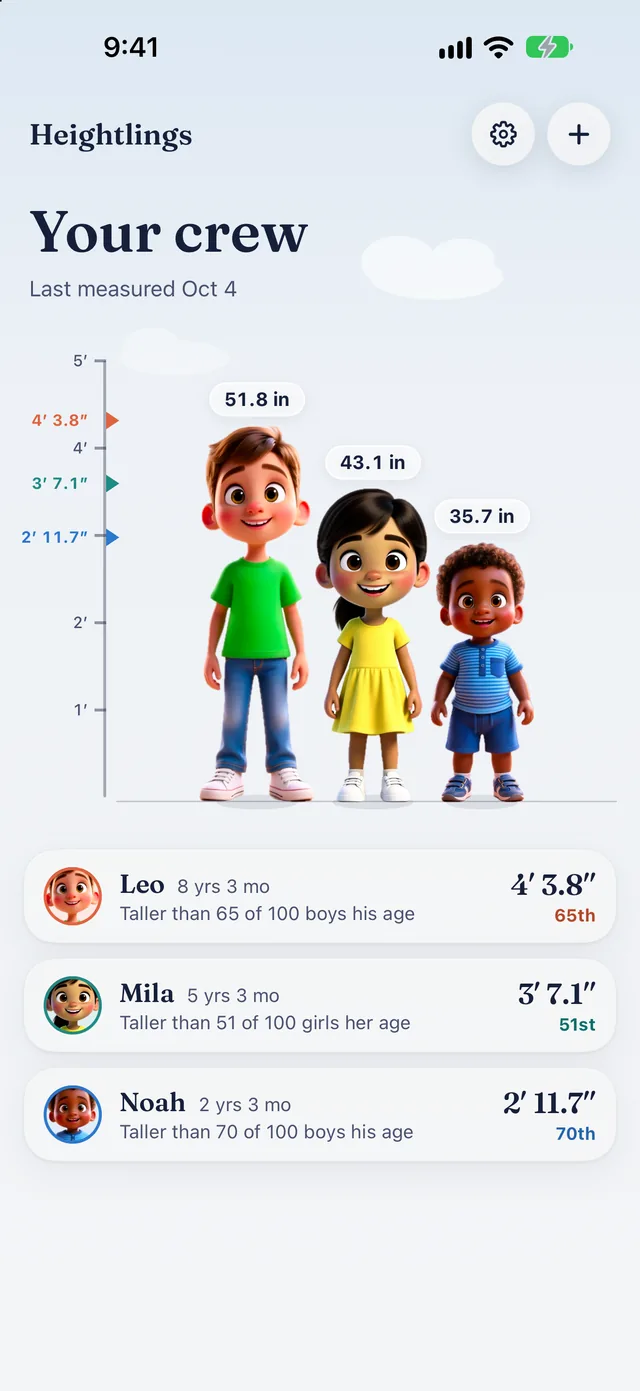 9:41
Heightlings
Your crew
Last measured Oct 4
5′
51.8 in
4′ 3.8″
4′
43.1 in
3′ 7.1″
35.7 in
2′ 11.7″
2′
1′
Leo 8 yrs 3 mo 4′ 3.8″
Taller than 65 of 100 boys his age 65th
Mila 5 yrs 3 mo 3′ 7.1″
Taller than 51 of 100 girls her age 51st
Noah 2 yrs 3 mo 2′ 11.7″
Taller than 70 of 100 boys his age 70th